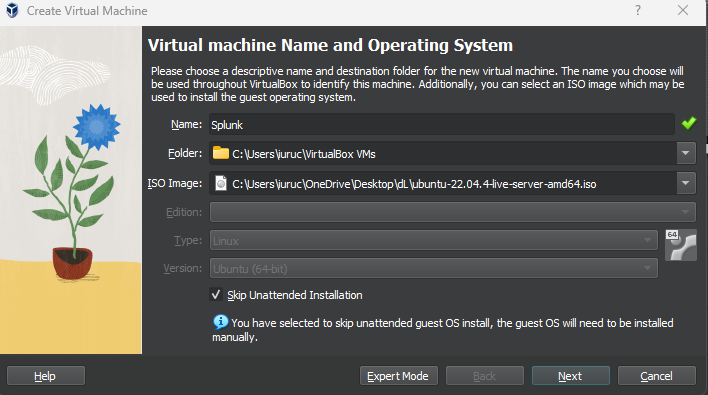 Create Virtual Machine
?
Virtual machine Name and Operating System
Please choose a descriptive name and destination folder for the new virtual machine. The name you choose will
be used throughout VirtualBox to identify this machine. Additionally, you can select an ISO image which may be
used to install the guest operating system.
Name: Splunk
Folder: C:\Users\uruc\VirtualBox VMs
ISO Image: C:\Users\uruc\OneDrive\Desktop\dL\ubuntu-22.04.4-live-server-amd64.iso
Edition:
Type: Linux
64
Version: Ubuntu (64-bit)
Skip Unattended Installation
You have selected to skip unattended guest OS install, the guest OS will need to be installed
manually.
Help Expert Mode Back Next Cancel